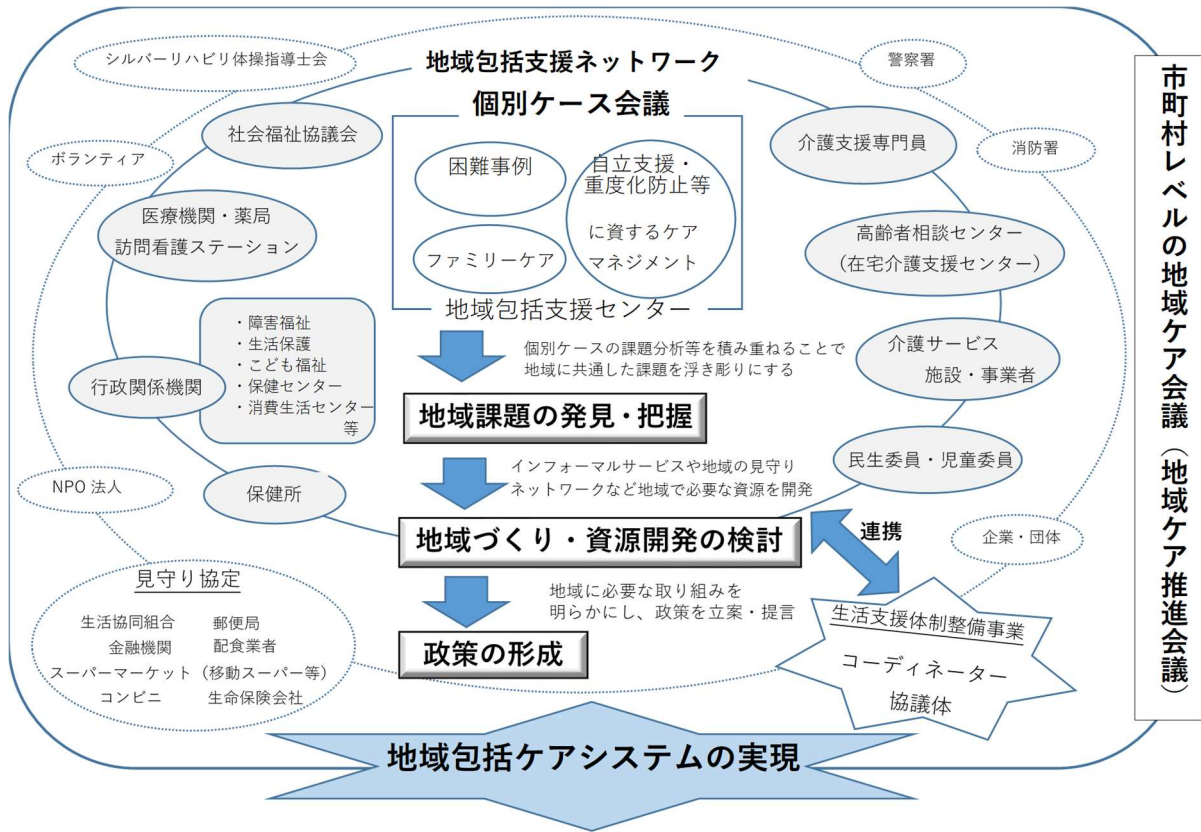 シルバーリハビリ体操指導士会
警察署
地域包括支援ネットワーク
個別ケース会議
社会福祉協議会
介護支援専門員
ボランティア
消防署
困難事例
自立支援・
重度化防止等
に資するケア
マネジメント
ファミリーケア
地域包括支援センター
医療機関・薬局
訪問看護ステーション
高齢者相談センター
（在宅介護支援センター）
・障害福祉
・生活保護
・こども福祉
・保健センター
・消費生活センター
等
行政関係機関
個別ケースの課題分析等を積み重ねることで
地域に共通した課題を浮き彫りにする
介護サービス
施設・事業者
地域課題の発見・把握
民生委員・児童委員
NPO 法人
保健所
インフォーマルサービスや地域の見守り
ネットワークなど地域で必要な資源を開発
地域づくり・資源開発の検討
連携
企業・団体
見守り協定
生活協同組合 郵便局
金融機関 配食業者
スーパーマーケット（移動スーパー等）
コンビニ 生命保険会社
地域に必要な取り組みを
明らかにし、政策を立案・提言
政策の形成
生活支援体制整備事業
コーディネーター
協議体
地域包括ケアシステムの実現
市町村レベルの地域ケア会議（地域ケア推進会議）